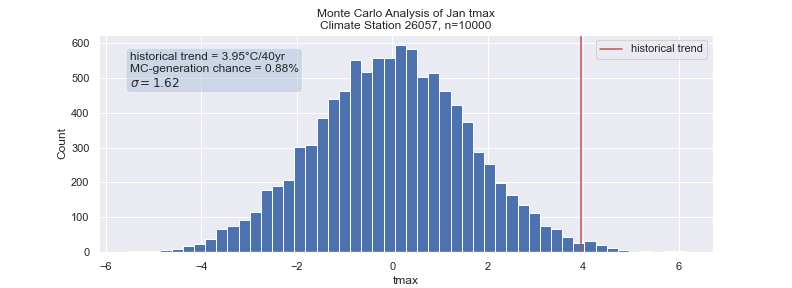 Monte Carlo Analysis of Jan tmax
Climate Station 26057, n=10000
historical trend = 3.95°C/40yr
MC-generation chance = 0.88%
σ = 1.62
historical trend
600
500
400
300
200
100
0
Count
−6
−4
−2
0
2
4
6
tmax